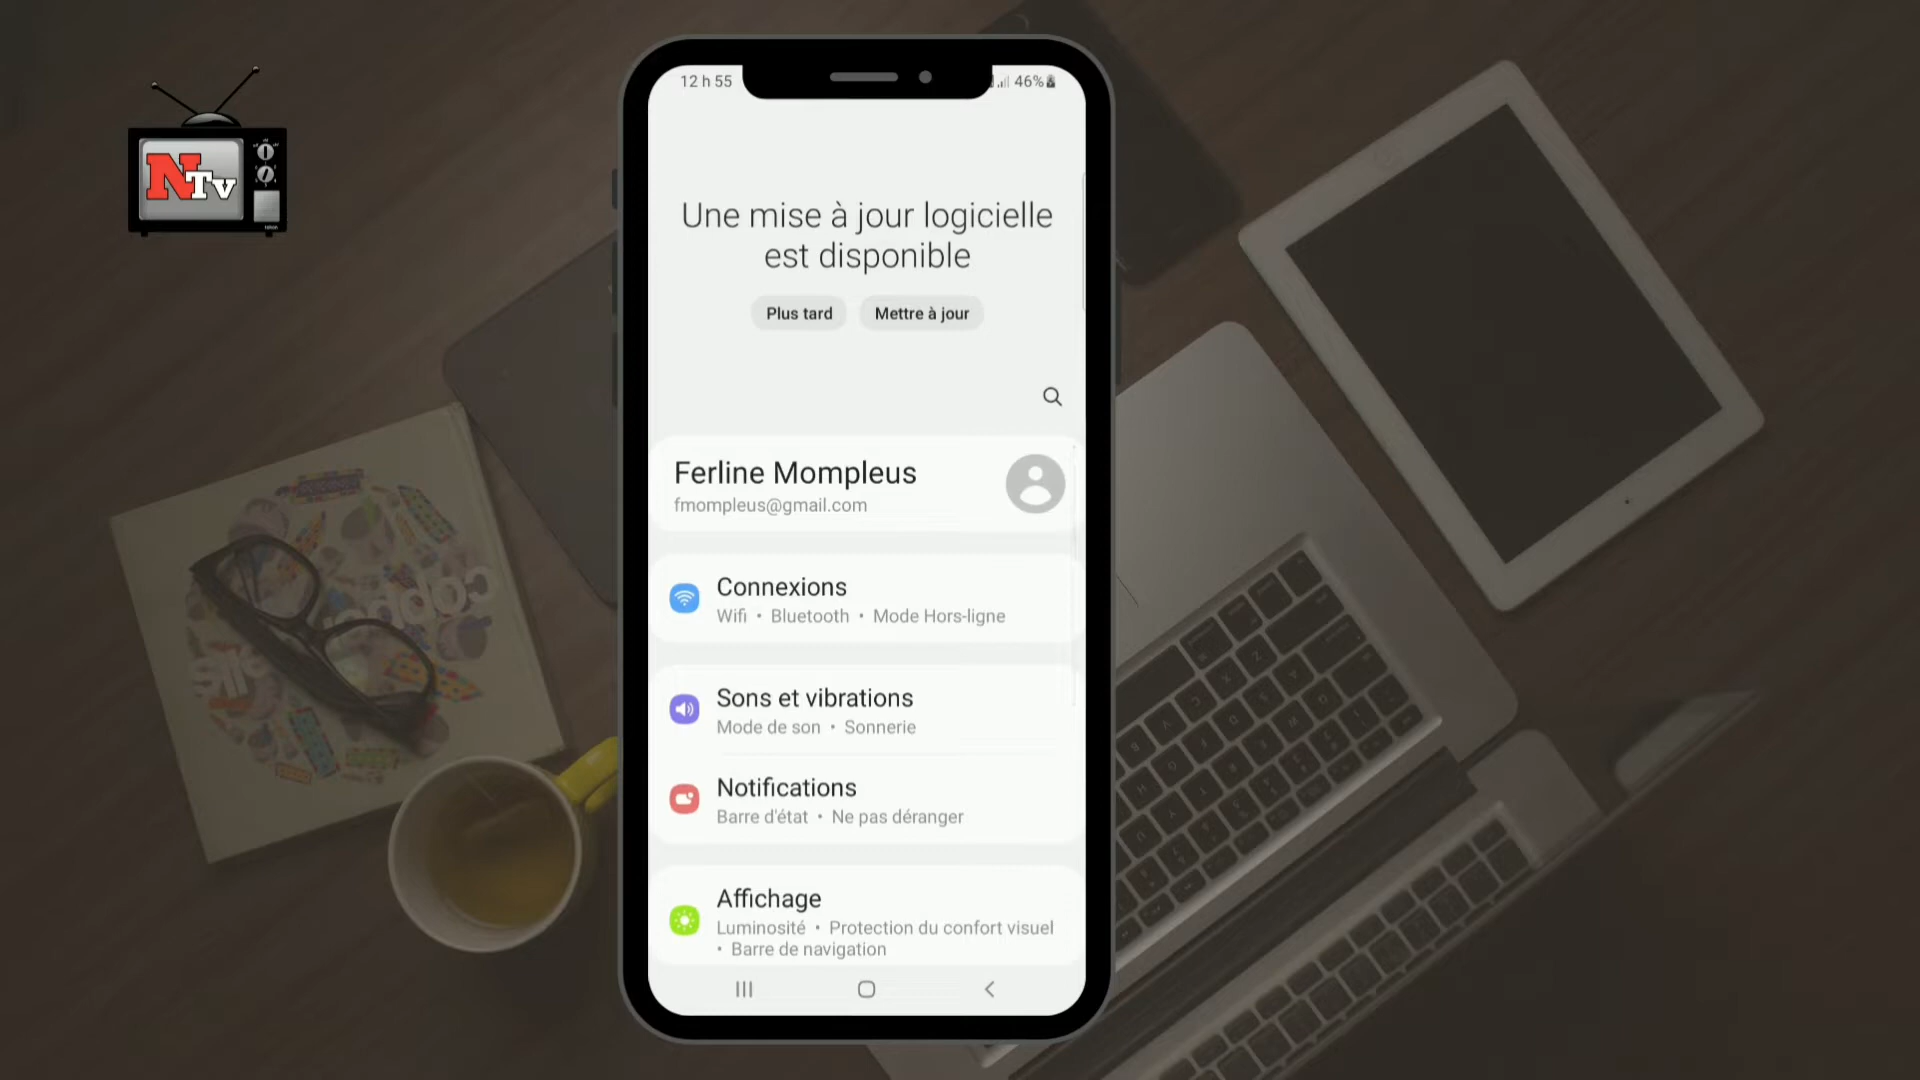 NTv
12 h 55
46%
Une mise à jour logicielle
est disponible
Plus tard
Mettre à jour
Ferline Mompleus
fmompleus@gmail.com
Connexions
Wifi • Bluetooth • Mode Hors-ligne
Sons et vibrations
Mode de son • Sonnerie
Notifications
Barre d'état • Ne pas déranger
Affichage
Luminosité • Protection du confort visuel
• Barre de navigation